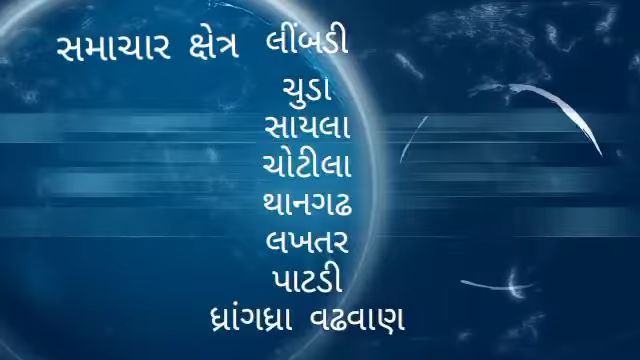 સમાચાર ક્ષેત્ર લીંબડી
ચુડા
સાયલા
ચોટીલા
થાનગઢ
લખતર
પાટડી
ધ્રાંગધ્રા વઢવાણ